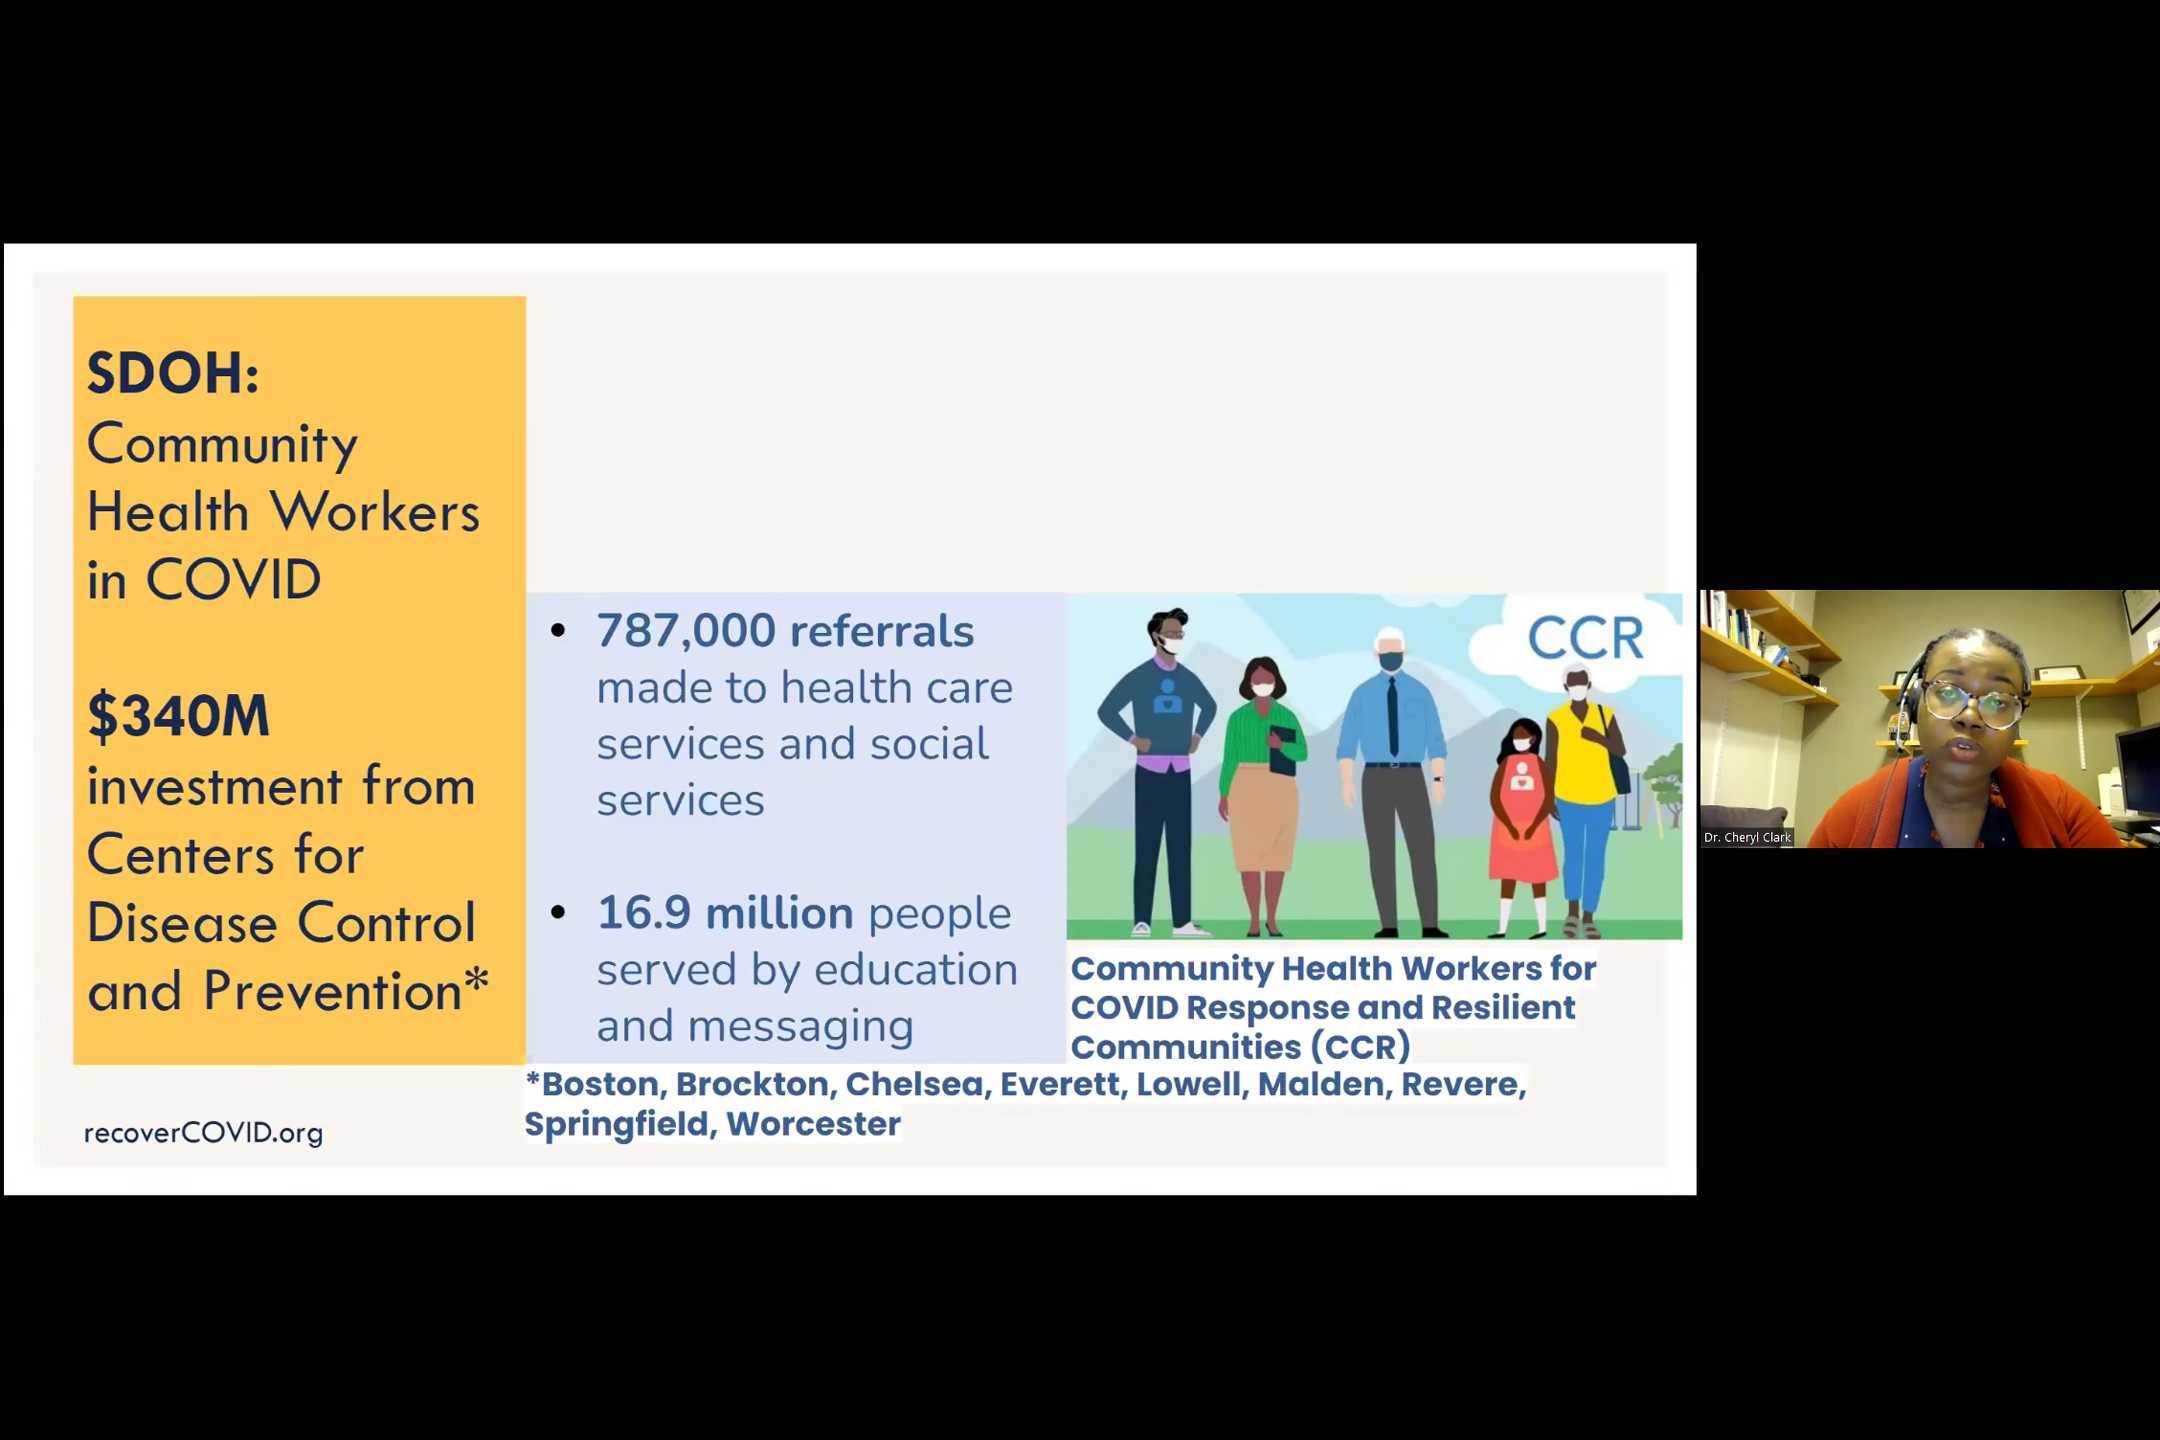 SDOH:
Community
Health Workers
in COVID
$340M
investment from
Centers for
Disease Control
and Prevention*
recoverCOVID.org
• 787,000 referrals
made to health care
services and social
services
• 16.9 million people
served by education
and messaging
CCR
Community Health Workers for
COVID Response and Resilient
Communities (CCR)
*Boston, Brockton, Chelsea, Everett, Lowell, Malden, Revere,
Springfield, Worcester
Dr. Cheryl Clark